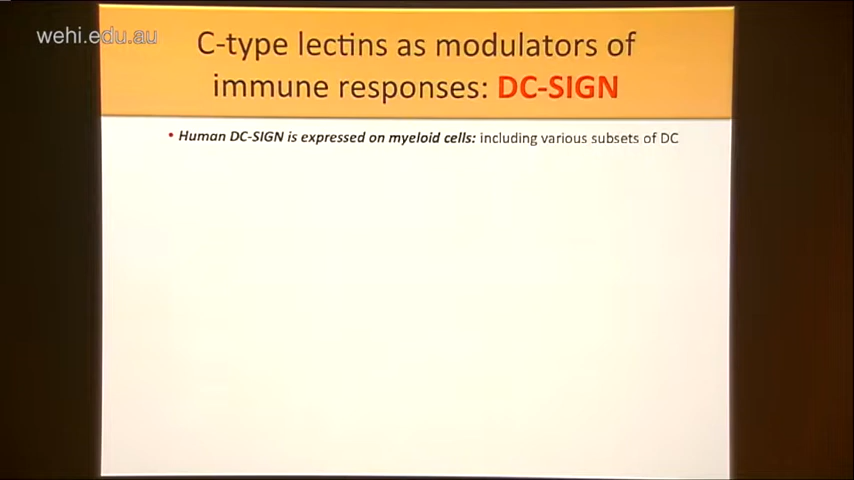 wehi.edu.au
C-type lectins as modulators of
immune responses: DC-SIGN
• Human DC-SIGN is expressed on myeloid cells: including various subsets of DC